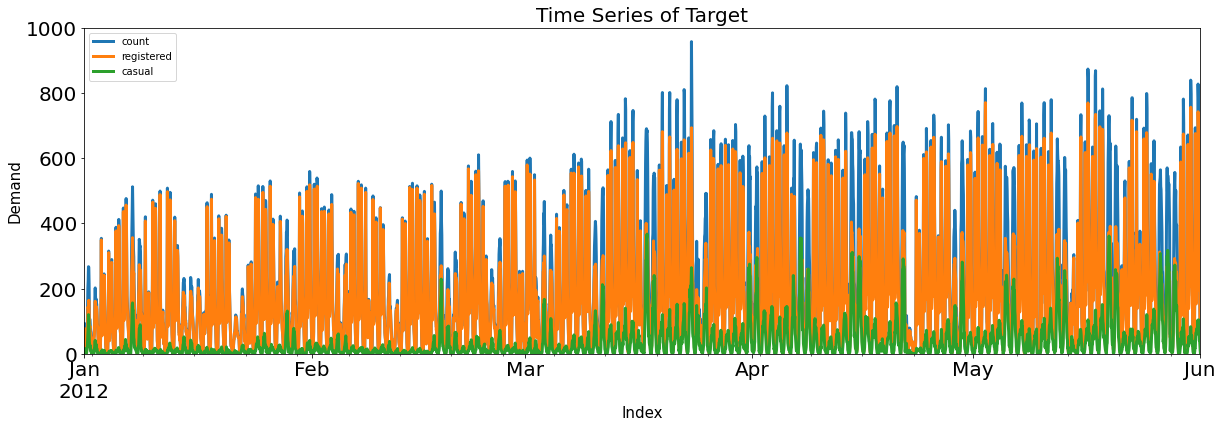 Time Series of Target
count
registered
casual
Demand
1000
800
600
400
200
0
Jan Feb Mar Apr May Jun
2012
Index